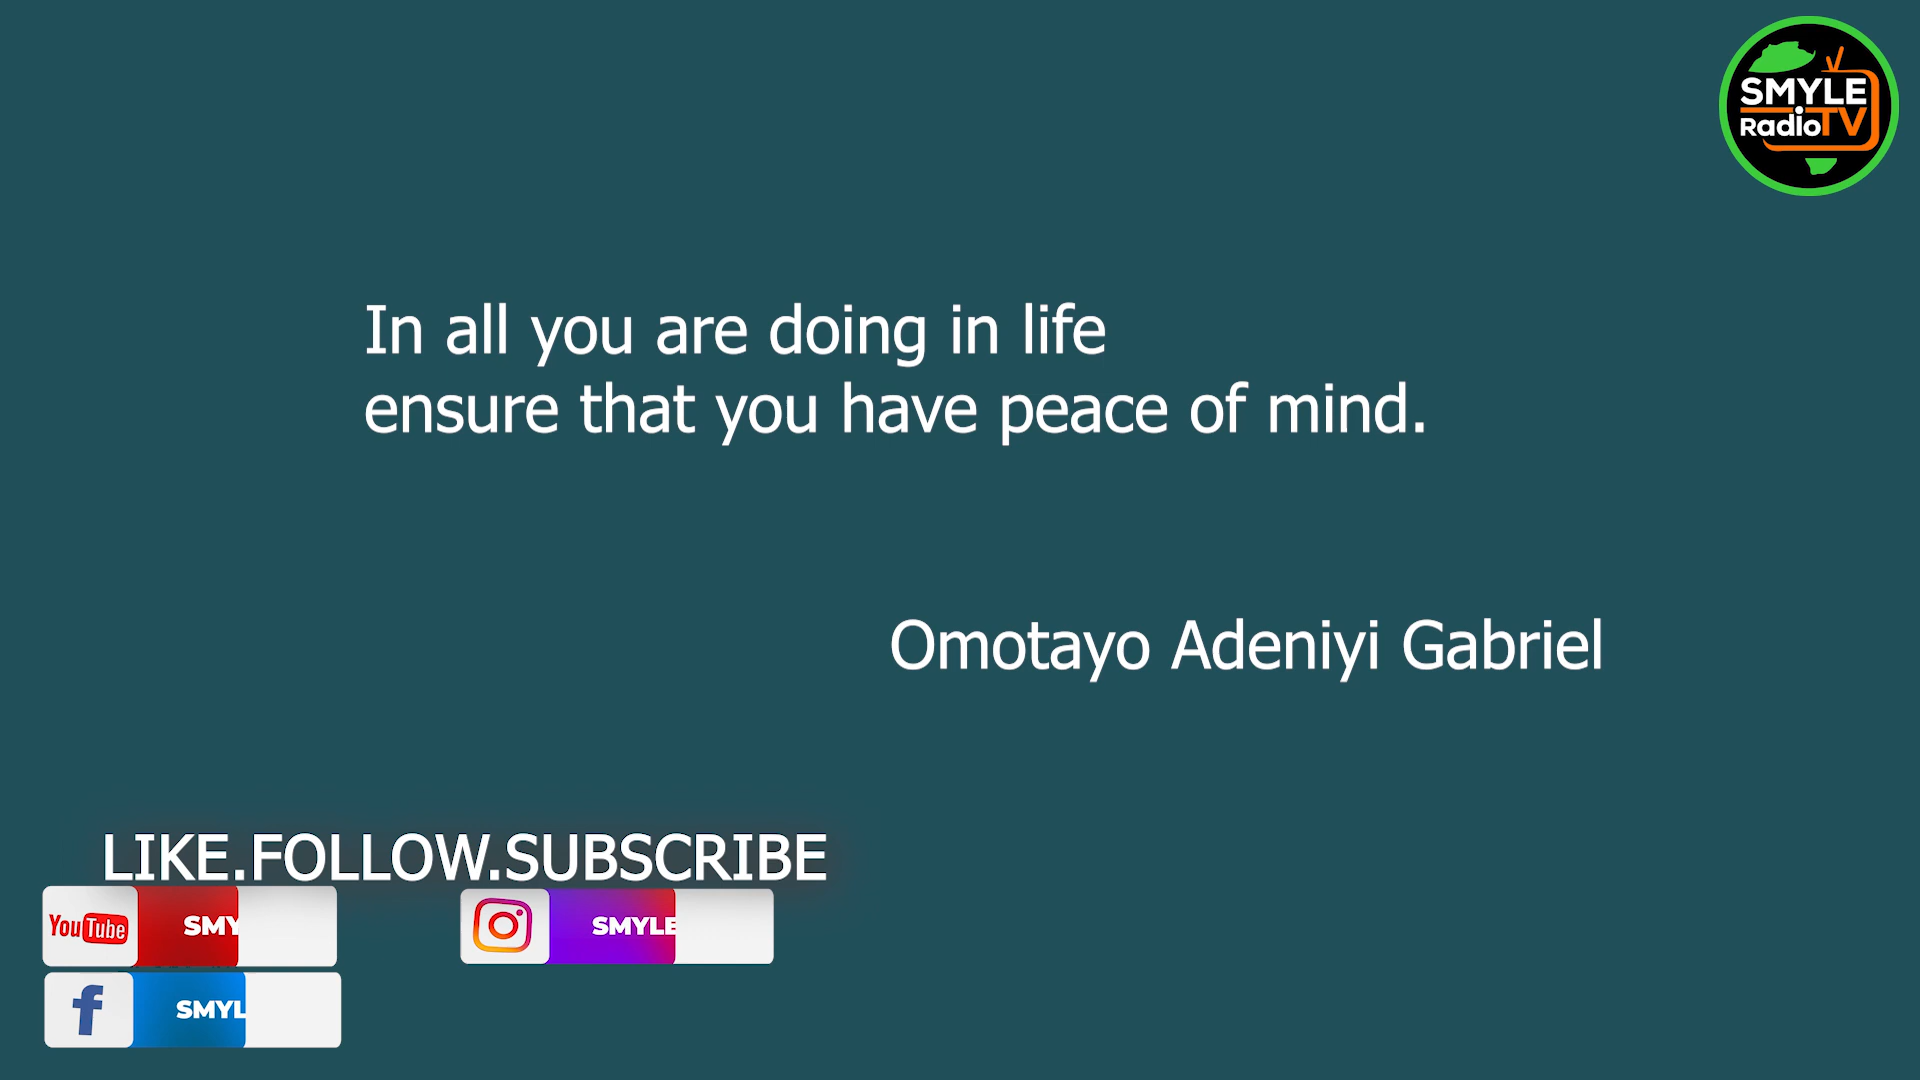 SMYLE
RadioTV
In all you are doing in life
ensure that you have peace of mind.
Omotayo Adeniyi Gabriel
LIKE.FOLLOW.SUBSCRIBE
YouTube SMY
SMYLE
f SMYL